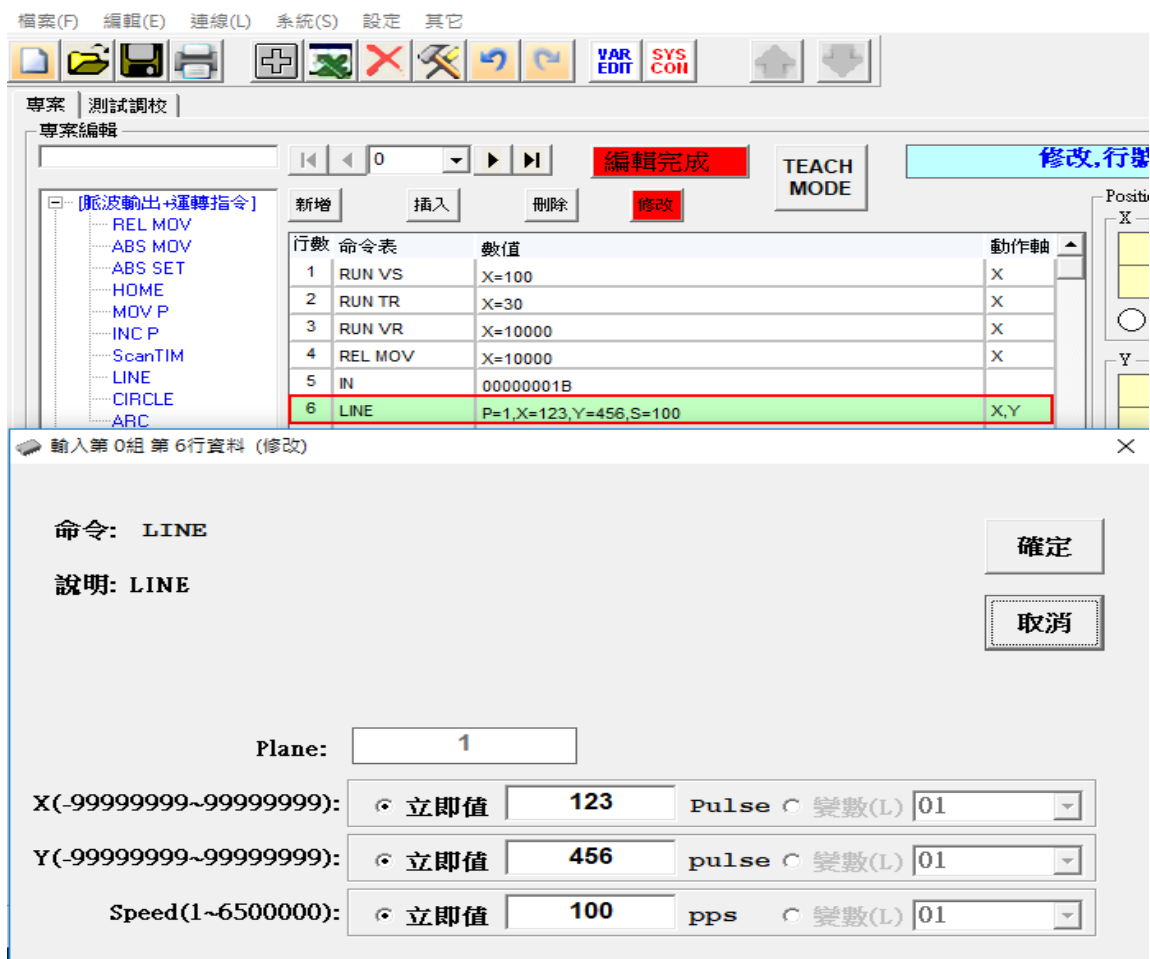 檔案(F) 編輯(E) 連線(L) 系統(S) 設定 其它
VAR EDIT SYS CON
專案 測試調校
專案編輯
0 編輯完成 TEACH MODE 修改,行號
新增 插入 刪除 修改
[脈波輸出+運轉指令]
REL MOV
ABS MOV
ABS SET
HOME
MOV P
INC P
ScanTIM
LINE
CIRCLE
ARC
行數 命令表 數值 動作軸
1 RUN VS X=100 X
2 RUN TR X=30 X
3 RUN VR X=10000 X
4 REL MOV X=10000 X
5 IN 00000001B
6 LINE P=1,X=123,Y=456,S=100 X,Y
Positi
X
Y
輸入第 0組 第 6行資料 (修改)
命令: LINE
確定
說明: LINE
取消
Plane: 1
X(-99999999~99999999): 立即值 123 Pulse 變數(L) 01
Y(-99999999~99999999): 立即值 456 pulse 變數(L) 01
Speed(1~6500000): 立即值 100 pps 變數(L) 01